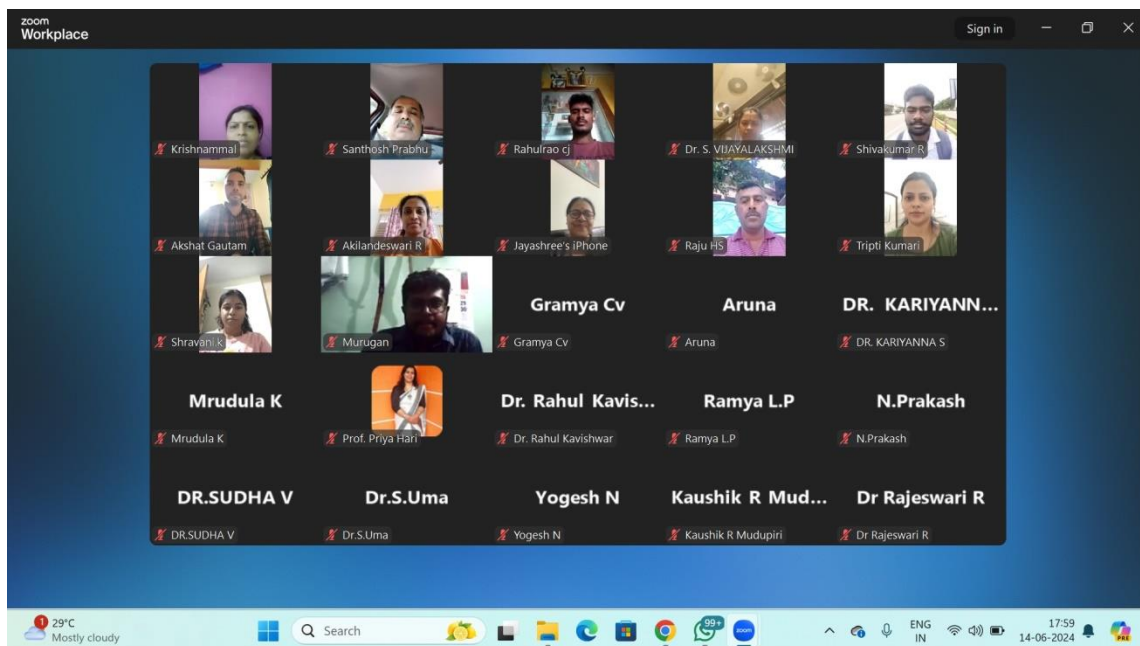 zoom
Workplace
Sign in
Krishnammal
Santhosh Prabhu
Rahulrao cj
Dr. S. VIJAYALAKSHMI
Shivakumar R
Akshat Gautam
Akilandeswari R
Jayashree's iPhone
Raju HS
Tripti Kumari
Gramya Cv
Aruna
DR. KARIYANN...
Shravani k
Murugan
Gramya Cv
Aruna
DR. KARIYANNA S
Mrudula K
Dr. Rahul Kavis...
Ramya L.P
N.Prakash
Mrudula K
Prof. Priya Hari
Dr. Rahul Kavishwar
Ramya L.P
N.Prakash
DR.SUDHA V
Dr.S.Uma
Yogesh N
Kaushik R Mud...
Dr Rajeswari R
DR.SUDHA V
Dr.S.Uma
Yogesh N
Kaushik R Mudupiri
Dr Rajeswari R
1
29°C
Mostly cloudy
Search
99+
zoom
ENG
IN
17:59
14-06-2024
PRE